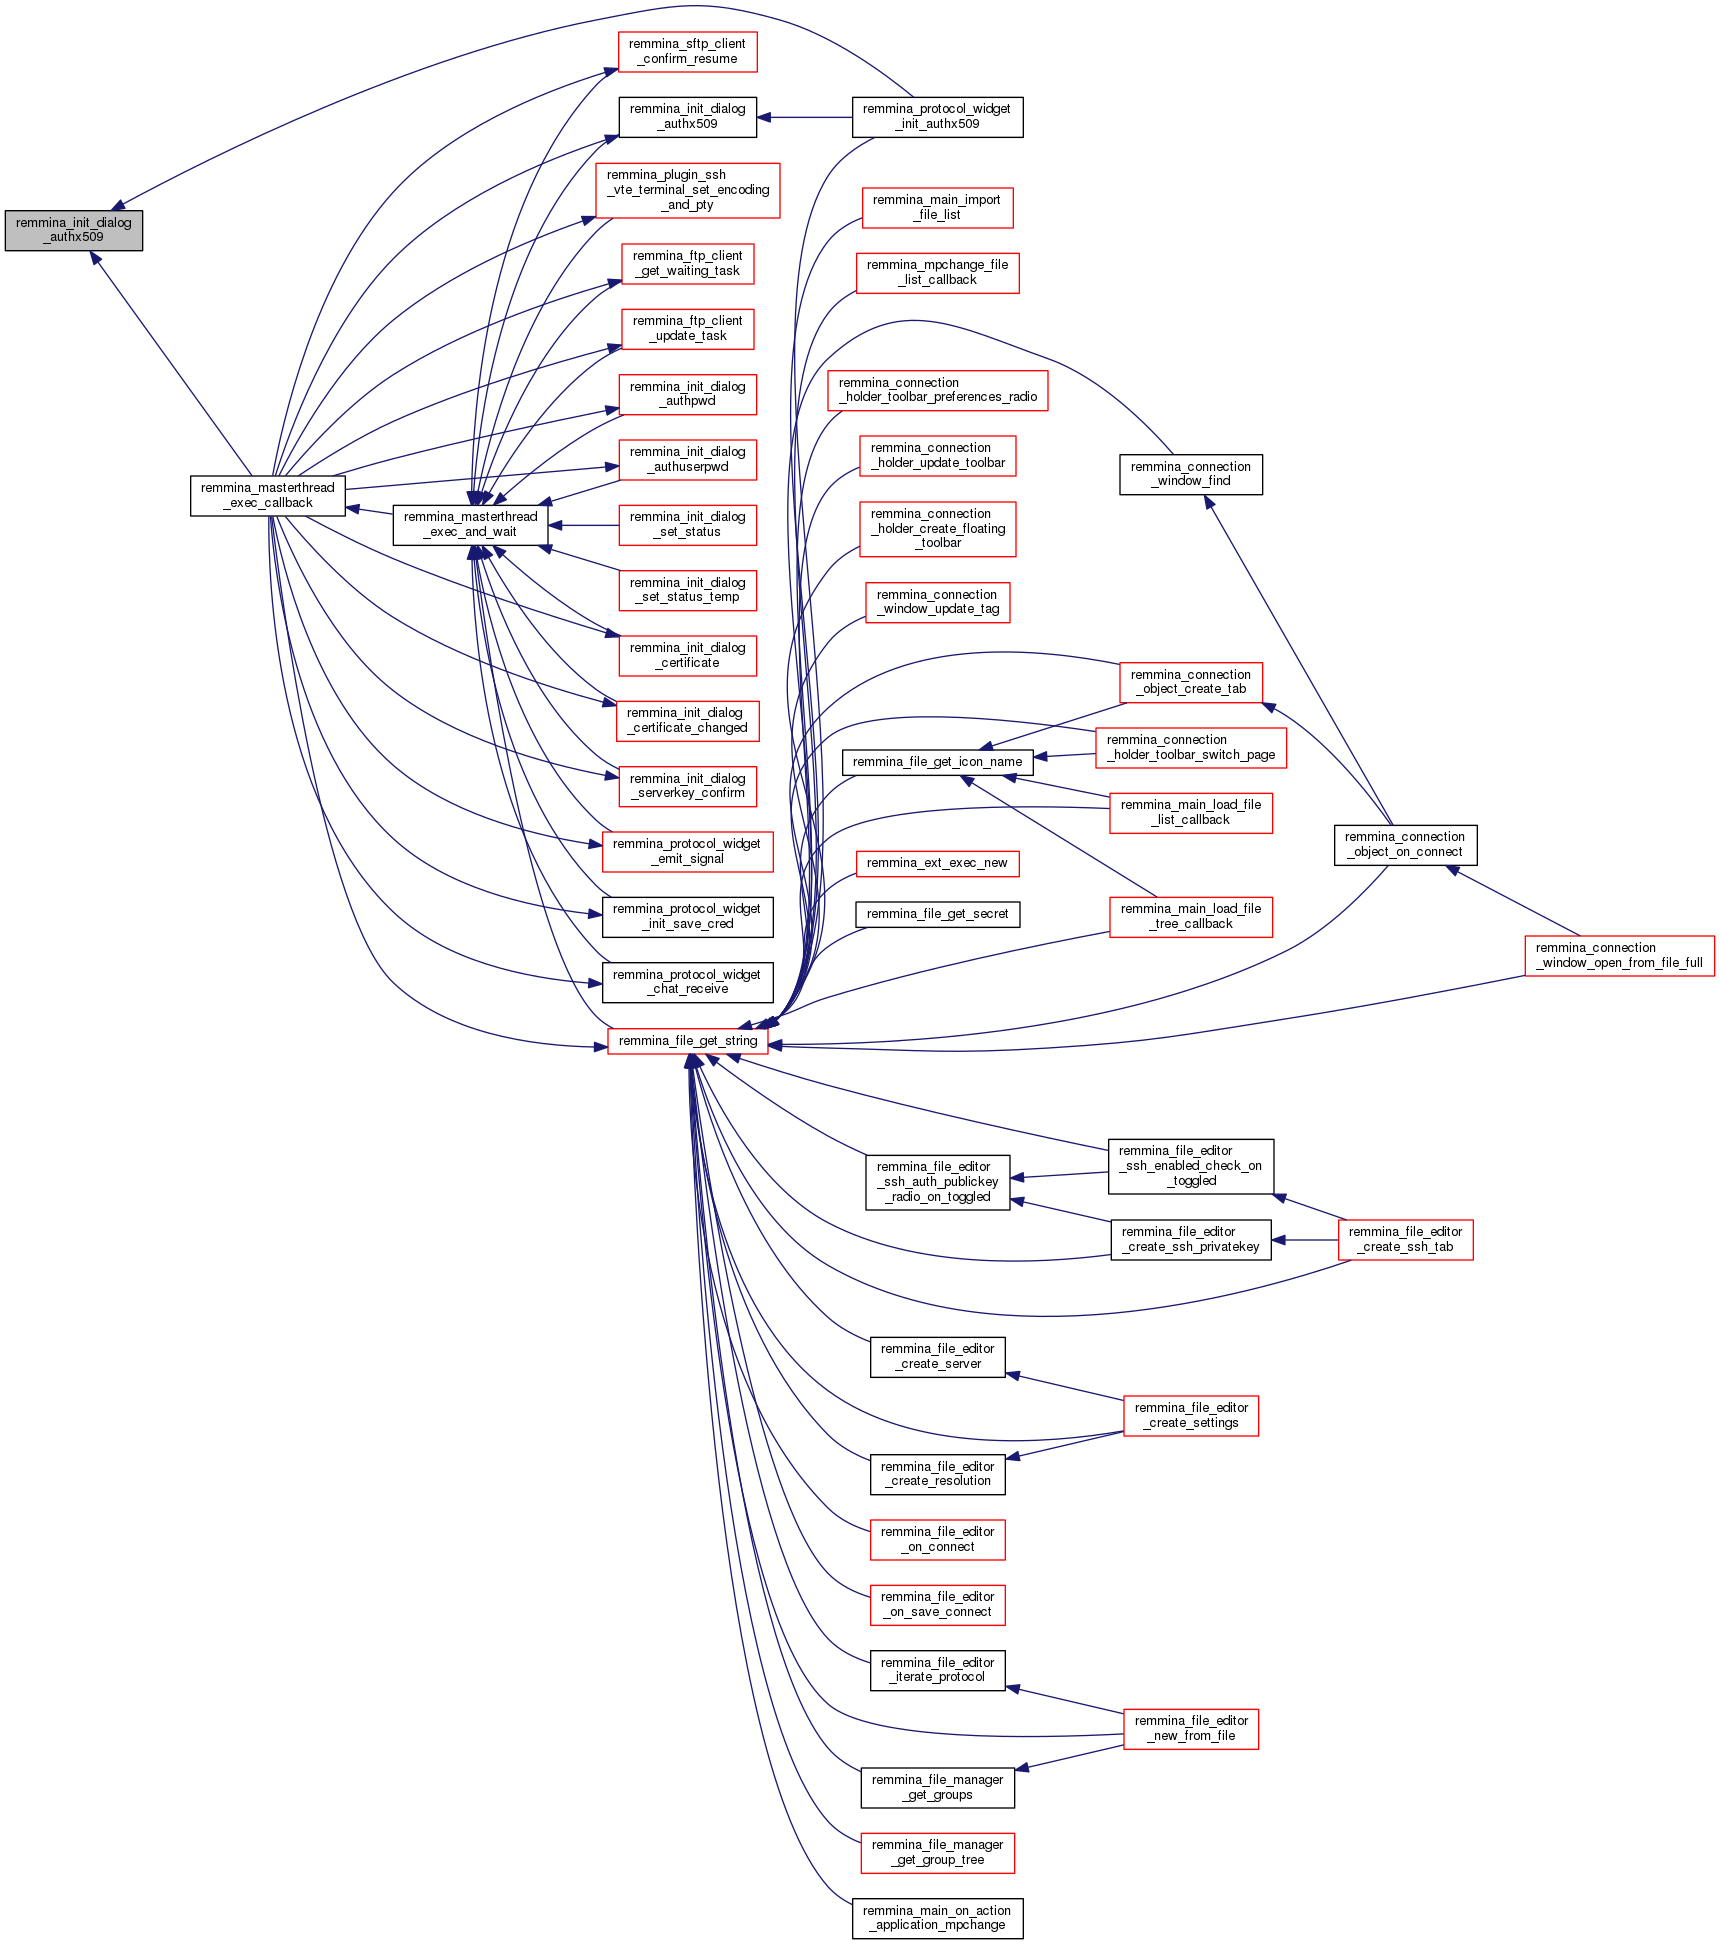 remmina_init_dialog
_authx509
remmina_masterthread
_exec_callback
remmina_masterthread
_exec_and_wait
remmina_sftp_client
_confirm_resume
remmina_init_dialog
_authx509
remmina_plugin_ssh
_vte_terminal_set_encoding
_and_pty
remmina_ftp_client
_get_waiting_task
remmina_ftp_client
_update_task
remmina_init_dialog
_authpwd
remmina_init_dialog
_authuserpwd
remmina_init_dialog
_set_status
remmina_init_dialog
_set_status_temp
remmina_init_dialog
_certificate
remmina_init_dialog
_certificate_changed
remmina_init_dialog
_serverkey_confirm
remmina_protocol_widget
_emit_signal
remmina_protocol_widget
_init_save_cred
remmina_protocol_widget
_chat_receive
remmina_file_get_string
remmina_protocol_widget
_init_authx509
remmina_main_import
_file_list
remmina_mpchange_file
_list_callback
remmina_connection
_holder_toolbar_preferences_radio
remmina_connection
_holder_update_toolbar
remmina_connection
_holder_create_floating
_toolbar
remmina_connection
_window_update_tag
remmina_file_get_icon_name
remmina_ext_exec_new
remmina_file_get_secret
remmina_file_editor
_ssh_auth_publickey
_radio_on_toggled
remmina_file_editor
_create_server
remmina_file_editor
_create_resolution
remmina_file_editor
_on_connect
remmina_file_editor
_on_save_connect
remmina_file_editor
_iterate_protocol
remmina_file_manager
_get_groups
remmina_file_manager
_get_group_tree
remmina_main_on_action
_application_mpchange
remmina_connection
_window_find
remmina_connection
_object_create_tab
remmina_connection
_holder_toolbar_switch_page
remmina_main_load_file
_list_callback
remmina_main_load_file
_tree_callback
remmina_file_editor
_ssh_enabled_check_on
_toggled
remmina_file_editor
_create_ssh_privatekey
remmina_file_editor
_create_settings
remmina_file_editor
_new_from_file
remmina_connection
_object_on_connect
remmina_file_editor
_create_ssh_tab
remmina_connection
_window_open_from_file_full